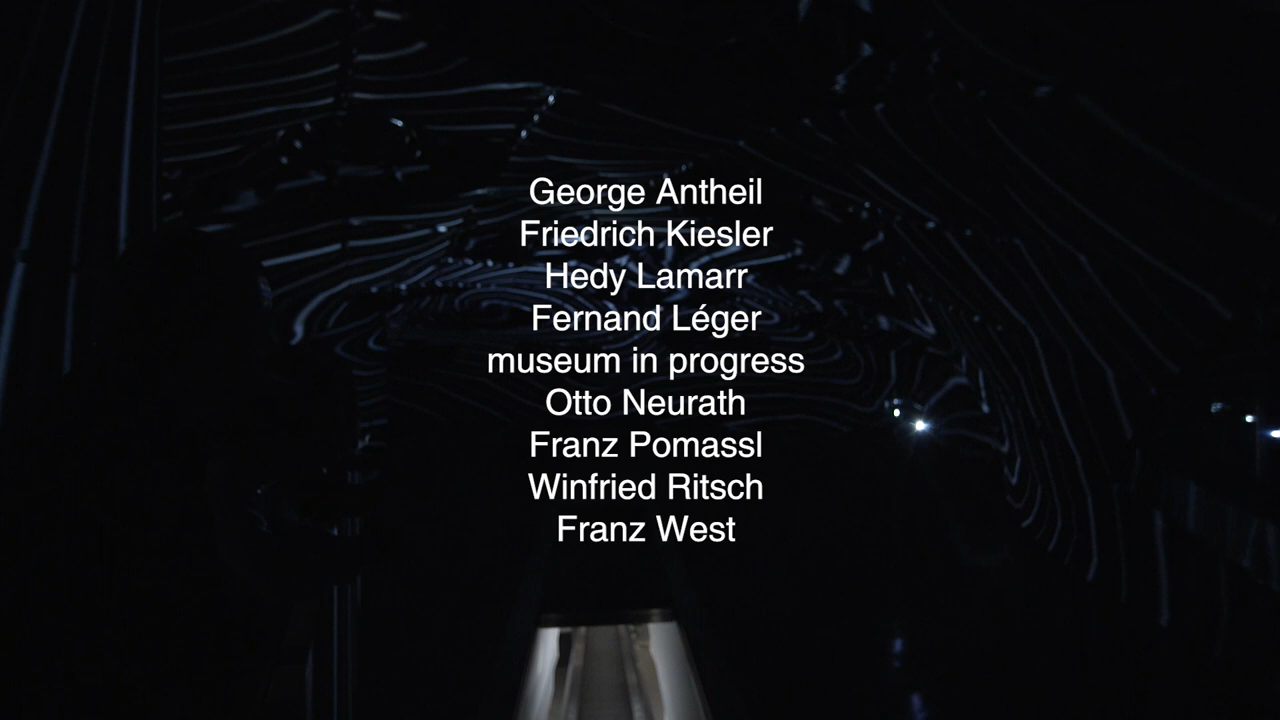 George Antheil
Friedrich Kiesler
Hedy Lamarr
Fernand Léger
museum in progress
Otto Neurath
Franz Pomassl
Winfried Ritsch
Franz West